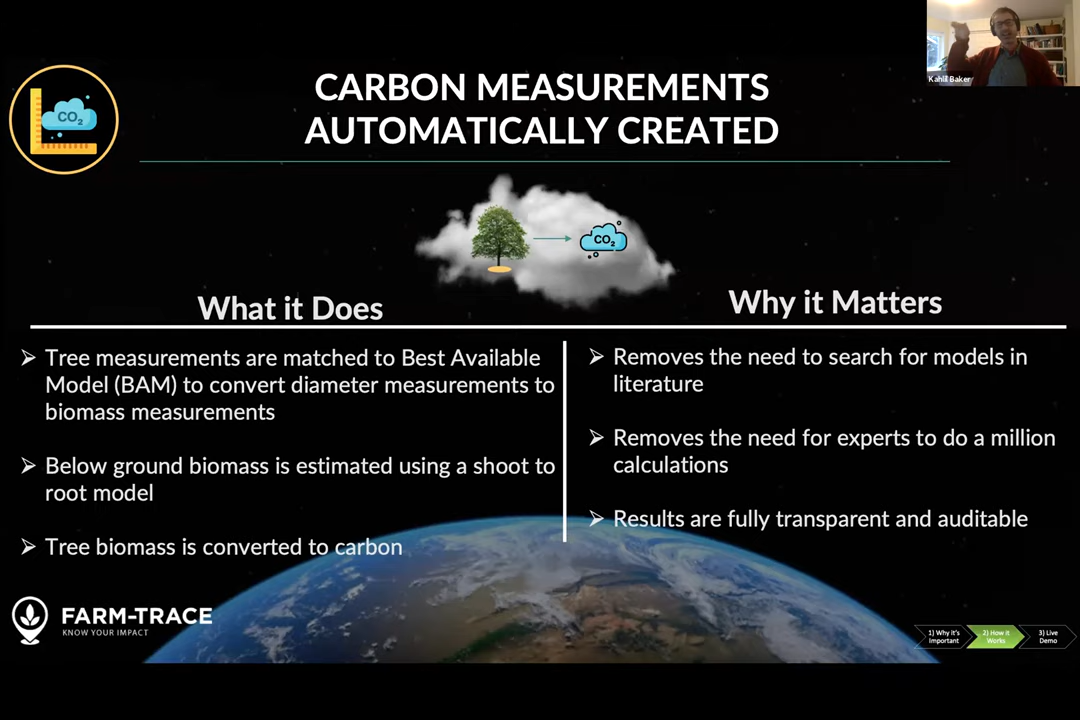 Kahlil Baker
CO2
CARBON MEASUREMENTS
AUTOMATICALLY CREATED
CO2
What it Does
Why it Matters
➢ Tree measurements are matched to Best Available
Model (BAM) to convert diameter measurements to
biomass measurements
➢ Below ground biomass is estimated using a shoot to
root model
➢ Tree biomass is converted to carbon
➢ Removes the need to search for models in
literature
➢ Removes the need for experts to do a million
calculations
➢ Results are fully transparent and auditable
FARM-TRACE
KNOW YOUR IMPACT
1) Why it's
Important
2) How it
Works
3) Live
Demo